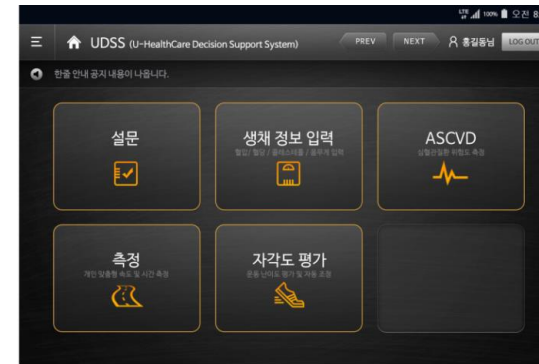 LTE 100% 오전 8
UDSS (U-HealthCare Decision Support System) PREV NEXT 홍길동님 LOG OUT
한줄 안내 공지 내용이 나옵니다.
설문
생채 정보 입력
혈압/ 혈당 / 콜레스테롤 / 몸무게 입력
ASCVD
심혈관질환 위험도 측정
측정
개인 맞춤형 속도 및 시간 측정
자각도 평가
운동 난이도 평가 및 자동 조정